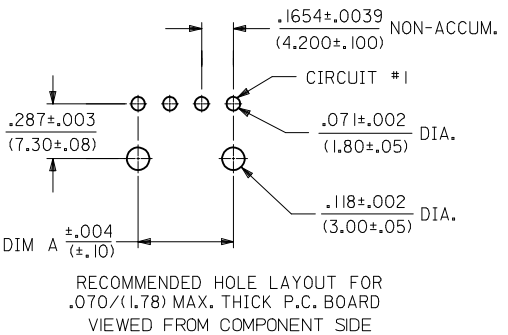 .1654±.0039
(4.200±.100)
NON-ACCUM.
CIRCUIT #1
.287±.003
(7.30±.08)
.071±.002
(1.80±.05)
DIA.
.118±.002
(3.00±.05)
DIA.
DIM A
±.004
(±.10)
RECOMMENDED HOLE LAYOUT FOR
.070/(1.78) MAX. THICK P.C. BOARD
VIEWED FROM COMPONENT SIDE